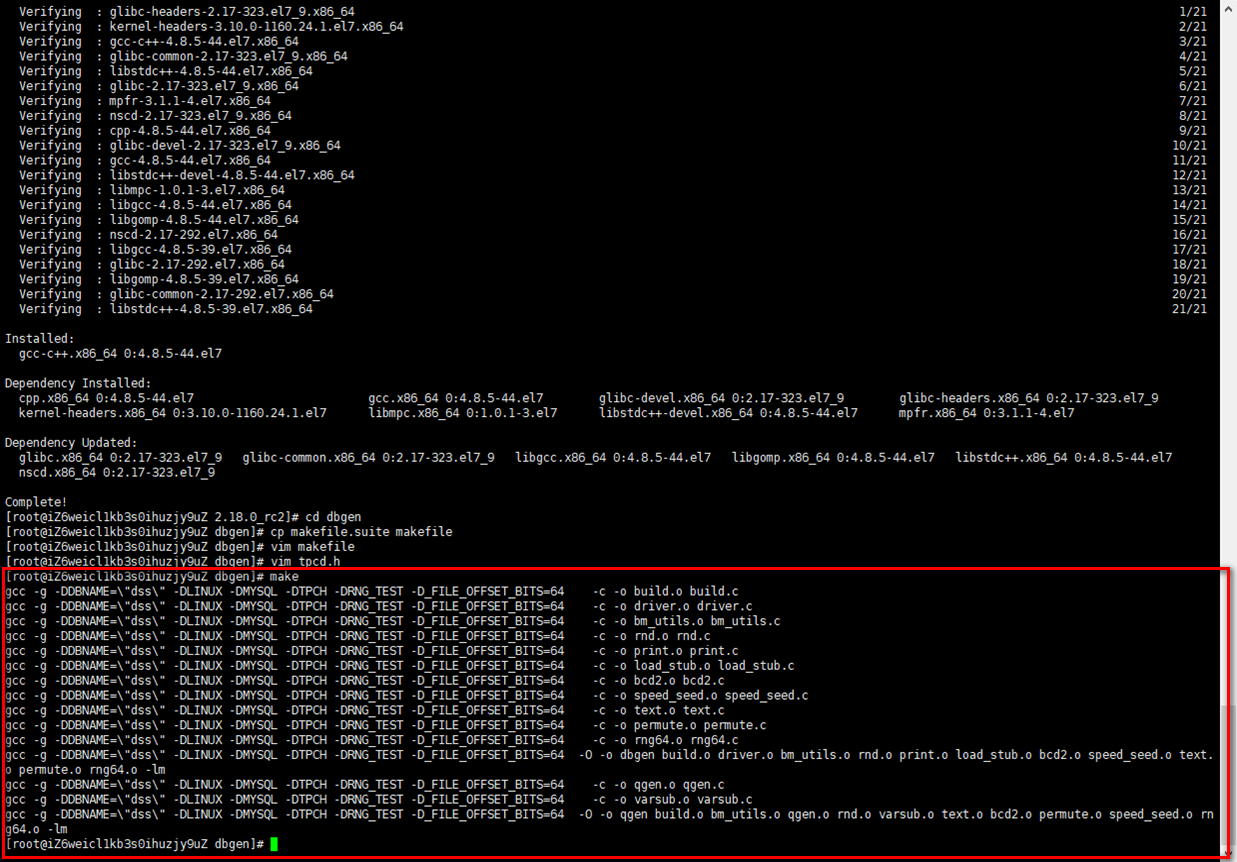 Verifying  : glibc-headers-2.17-323.el7_9.x86_64 1/21
Verifying  : kernel-headers-3.10.0-1160.24.1.el7.x86_64 2/21
Verifying  : gcc-c++-4.8.5-44.el7.x86_64 3/21
Verifying  : glibc-common-2.17-323.el7_9.x86_64 4/21
Verifying  : libstdc++-4.8.5-44.el7.x86_64 5/21
Verifying  : glibc-2.17-323.el7_9.x86_64 6/21
Verifying  : mpfr-3.1.1-4.el7.x86_64 7/21
Verifying  : nscd-2.17-323.el7_9.x86_64 8/21
Verifying  : cpp-4.8.5-44.el7.x86_64 9/21
Verifying  : glibc-devel-2.17-323.el7_9.x86_64 10/21
Verifying  : gcc-4.8.5-44.el7.x86_64 11/21
Verifying  : libstdc++-devel-4.8.5-44.el7.x86_64 12/21
Verifying  : libmpc-1.0.1-3.el7.x86_64 13/21
Verifying  : libgcc-4.8.5-44.el7.x86_64 14/21
Verifying  : libgomp-4.8.5-44.el7.x86_64 15/21
Verifying  : nscd-2.17-292.el7.x86_64 16/21
Verifying  : libgcc-4.8.5-39.el7.x86_64 17/21
Verifying  : glibc-2.17-292.el7.x86_64 18/21
Verifying  : libgomp-4.8.5-39.el7.x86_64 19/21
Verifying  : glibc-common-2.17-292.el7.x86_64 20/21
Verifying  : libstdc++-4.8.5-39.el7.x86_64 21/21
Installed:
gcc-c++.x86_64 0:4.8.5-44.el7
Dependency Installed:
cpp.x86_64 0:4.8.5-44.el7 gcc.x86_64 0:4.8.5-44.el7 glibc-devel.x86_64 0:2.17-323.el7_9 glibc-headers.x86_64 0:2.17-323.el7_9
kernel-headers.x86_64 0:3.10.0-1160.24.1.el7 libmpc.x86_64 0:1.0.1-3.el7 libstdc++-devel.x86_64 0:4.8.5-44.el7 mpfr.x86_64 0:3.1.1-4.el7
Dependency Updated:
glibc.x86_64 0:2.17-323.el7_9 glibc-common.x86_64 0:2.17-323.el7_9 libgcc.x86_64 0:4.8.5-44.el7 libgomp.x86_64 0:4.8.5-44.el7 libstdc++.x86_64 0:4.8.5-44.el7
nscd.x86_64 0:2.17-323.el7_9
Complete!
[root@iZ6weicl1kb3s0ihuzjy9uZ 2.18.0_rc2]# cd dbgen
[root@iZ6weicl1kb3s0ihuzjy9uZ dbgen]# cp makefile.suite makefile
[root@iZ6weicl1kb3s0ihuzjy9uZ dbgen]# vim makefile
[root@iZ6weicl1kb3s0ihuzjy9uZ dbgen]# vim tpcd.h
[root@iZ6weicl1kb3s0ihuzjy9uZ dbgen]# make
gcc -g -DDBNAME=\"dss\" -DLINUX -DMYSQL -DTPCH -DRNG_TEST -D_FILE_OFFSET_BITS=64    -c -o build.o build.c
gcc -g -DDBNAME=\"dss\" -DLINUX -DMYSQL -DTPCH -DRNG_TEST -D_FILE_OFFSET_BITS=64    -c -o driver.o driver.c
gcc -g -DDBNAME=\"dss\" -DLINUX -DMYSQL -DTPCH -DRNG_TEST -D_FILE_OFFSET_BITS=64    -c -o bm_utils.o bm_utils.c
gcc -g -DDBNAME=\"dss\" -DLINUX -DMYSQL -DTPCH -DRNG_TEST -D_FILE_OFFSET_BITS=64    -c -o rnd.o rnd.c
gcc -g -DDBNAME=\"dss\" -DLINUX -DMYSQL -DTPCH -DRNG_TEST -D_FILE_OFFSET_BITS=64    -c -o print.o print.c
gcc -g -DDBNAME=\"dss\" -DLINUX -DMYSQL -DTPCH -DRNG_TEST -D_FILE_OFFSET_BITS=64    -c -o load_stub.o load_stub.c
gcc -g -DDBNAME=\"dss\" -DLINUX -DMYSQL -DTPCH -DRNG_TEST -D_FILE_OFFSET_BITS=64    -c -o bcd2.o bcd2.c
gcc -g -DDBNAME=\"dss\" -DLINUX -DMYSQL -DTPCH -DRNG_TEST -D_FILE_OFFSET_BITS=64    -c -o speed_seed.o speed_seed.c
gcc -g -DDBNAME=\"dss\" -DLINUX -DMYSQL -DTPCH -DRNG_TEST -D_FILE_OFFSET_BITS=64    -c -o text.o text.c
gcc -g -DDBNAME=\"dss\" -DLINUX -DMYSQL -DTPCH -DRNG_TEST -D_FILE_OFFSET_BITS=64    -c -o permute.o permute.c
gcc -g -DDBNAME=\"dss\" -DLINUX -DMYSQL -DTPCH -DRNG_TEST -D_FILE_OFFSET_BITS=64    -c -o rng64.o rng64.c
gcc -g -DDBNAME=\"dss\" -DLINUX -DMYSQL -DTPCH -DRNG_TEST -D_FILE_OFFSET_BITS=64  -O -o dbgen build.o driver.o bm_utils.o rnd.o print.o load_stub.o bcd2.o speed_seed.o text.
o permute.o rng64.o -lm
gcc -g -DDBNAME=\"dss\" -DLINUX -DMYSQL -DTPCH -DRNG_TEST -D_FILE_OFFSET_BITS=64    -c -o qgen.o qgen.c
gcc -g -DDBNAME=\"dss\" -DLINUX -DMYSQL -DTPCH -DRNG_TEST -D_FILE_OFFSET_BITS=64    -c -o varsub.o varsub.c
gcc -g -DDBNAME=\"dss\" -DLINUX -DMYSQL -DTPCH -DRNG_TEST -D_FILE_OFFSET_BITS=64  -O -o qgen build.o bm_utils.o qgen.o rnd.o varsub.o text.o bcd2.o permute.o speed_seed.o rn
g64.o -lm
[root@iZ6weicl1kb3s0ihuzjy9uZ dbgen]#